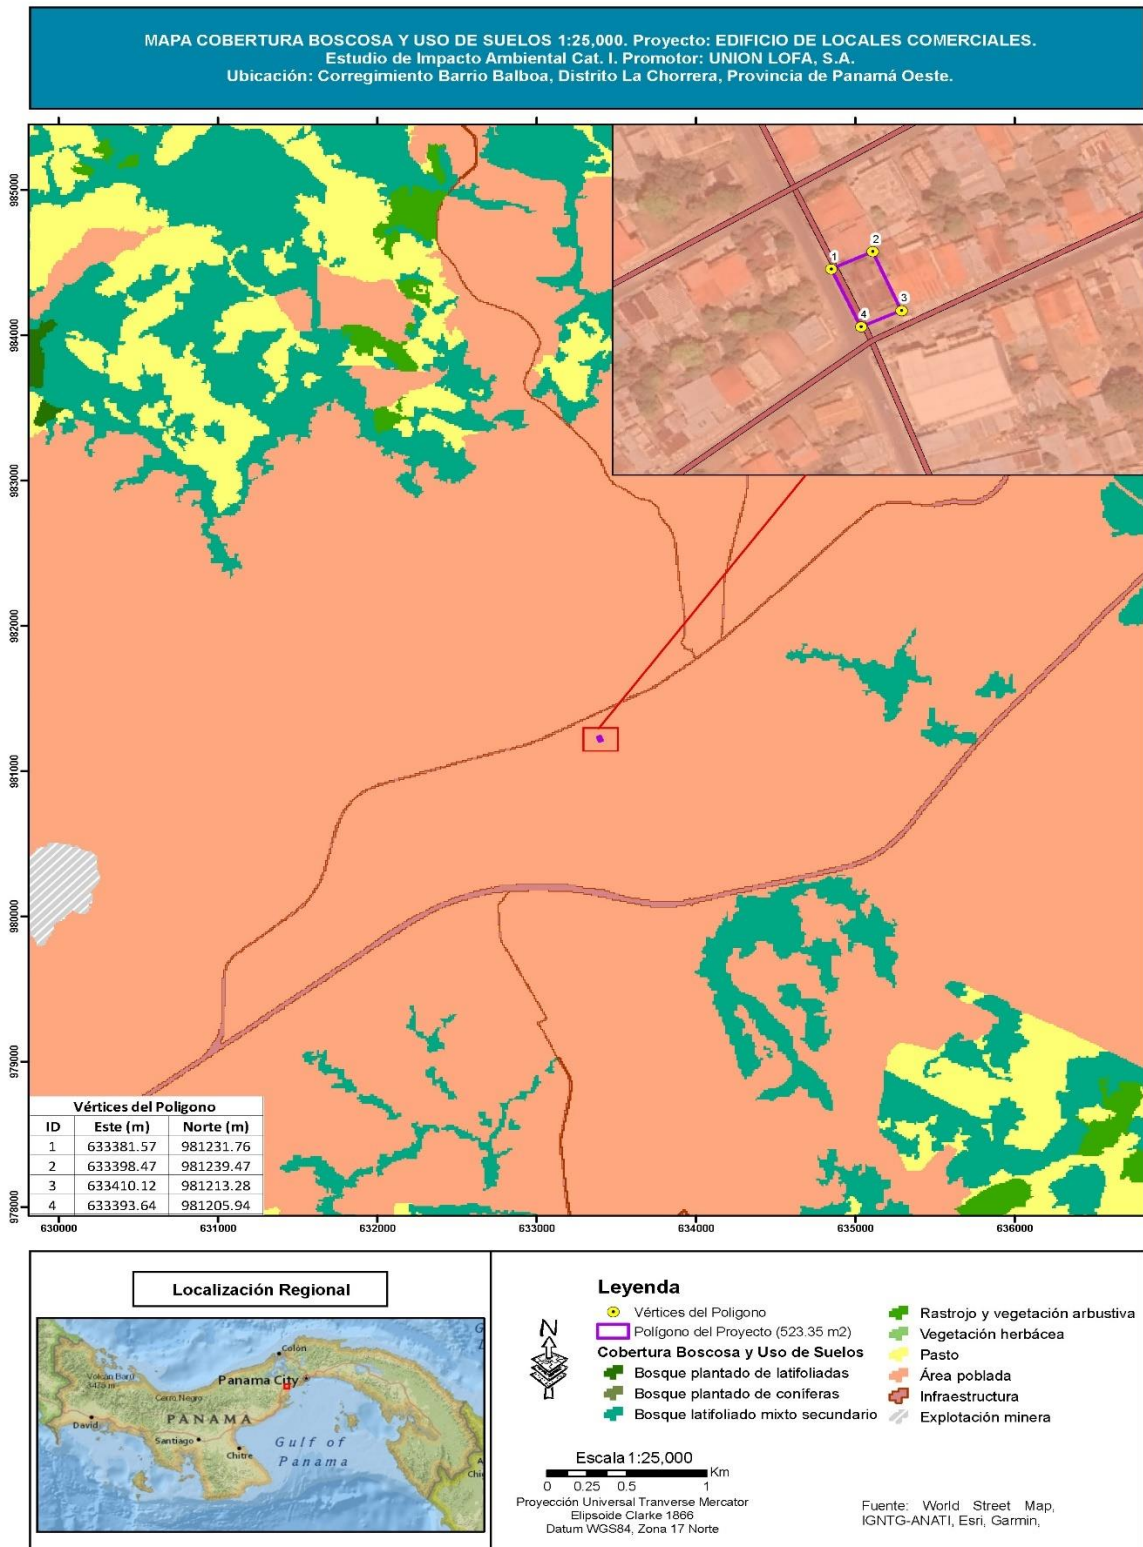 MAPA COBERTURA BOSCOSA Y USO DE SUELOS 1:25,000. Proyecto: EDIFICIO DE LOCALES COMERCIALES.
Estudio de Impacto Ambiental Cat. I. Promotor: UNION LOFA, S.A.
Ubicación: Corregimiento Barrio Balboa, Distrito La Chorrera, Provincia de Panamá Oeste.
985000
984000
983000
982000
981000
980000
979000
978000
1
2
3
4
Vértices del Poligono
ID Este (m) Norte (m)
1 633381.57 981231.76
2 633398.47 981239.47
3 633410.12 981213.28
4 633393.64 981205.94
630000 631000 632000 633000 634000 635000 636000
Localización Regional
Colón
Volcan Barú
3475 m
Panama City
Cerro Negro
PANAMA
David
Santiago
Chitre
Gulf of
Panama
N
Leyenda
Vértices del Poligono
Polígono del Proyecto (523.35 m2)
Cobertura Boscosa y Uso de Suelos
Bosque plantado de latifoliadas
Bosque plantado de coníferas
Bosque latifoliado mixto secundario
Rastrojo y vegetación arbustiva
Vegetación herbácea
Pasto
Área poblada
Infraestructura
Explotación minera
Escala 1:25,000
Km
0 0.25 0.5 1
Proyección Universal Tranverse Mercator
Elipsoide Clarke 1866
Datum WGS84, Zona 17 Norte
Fuente: World Street Map,
IGNTG-ANATI, Esri, Garmin,